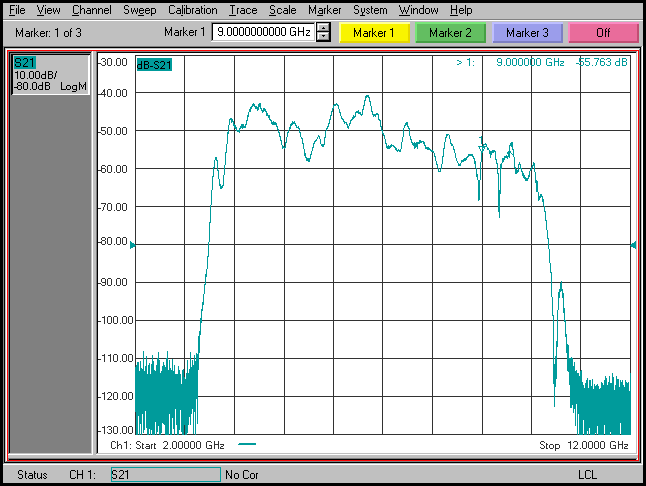 File View Channel Sweep Calibration Trace Scale Marker System Window Help
Marker: 1 of 3 Marker 1 9.0000000000 GHz Marker 1 Marker 2 Marker 3 Off
S21
10.00dB/
-80.0dB LogM
dB-S21
> 1: 9.000000 GHz -55.763 dB
-30.00
-40.00
-50.00
-60.00
-70.00
-80.00
-90.00
-100.00
-110.00
-120.00
-130.00
1
Ch1: Start 2.00000 GHz Stop 12.0000 GHz
Status CH 1: S21 No Cor LCL